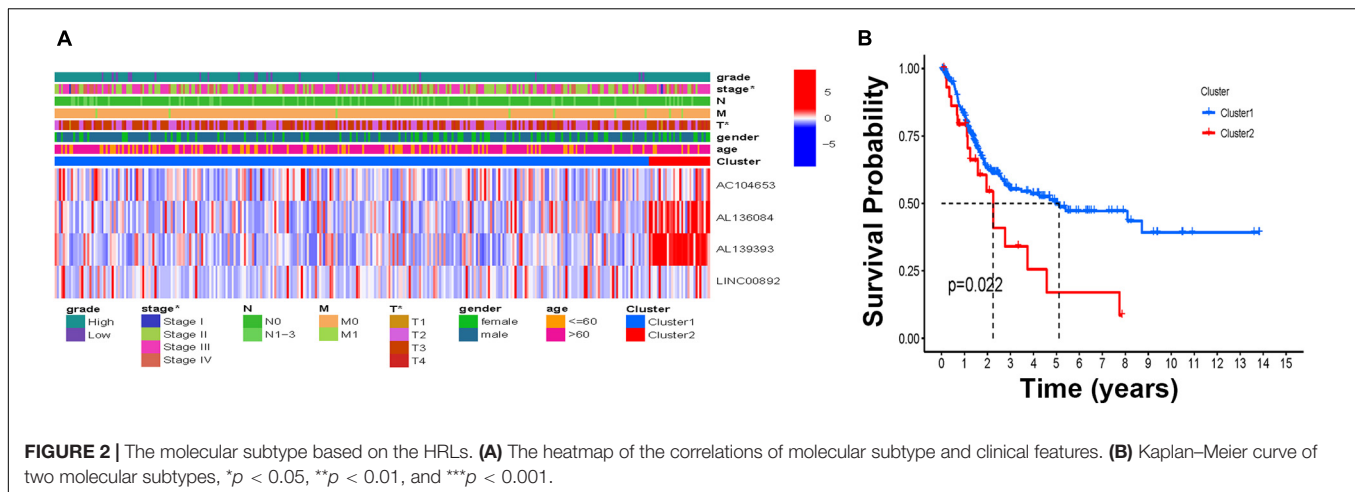 A
grade
stage*
N
M
T*
gender
age
Cluster
AC104653
AL136084
AL139393
LINC00892
5
0
−5
grade
High
Low
stage*
Stage I
Stage II
Stage III
Stage IV
N
N0
N1−3
M
M0
M1
T*
T1
T2
T3
T4
gender
female
male
age
<=60
>60
Cluster
Cluster1
Cluster2
B
Survival Probability
1.00
0.75
0.50
0.25
0.00
p=0.022
Cluster
Cluster1
Cluster2
0 1 2 3 4 5 6 7 8 9 10 11 12 13 14 15
Time (years)
FIGURE 2 | The molecular subtype based on the HRLs. (A) The heatmap of the correlations of molecular subtype and clinical features. (B) Kaplan–Meier curve of
two molecular subtypes, *p < 0.05, **p < 0.01, and ***p < 0.001.